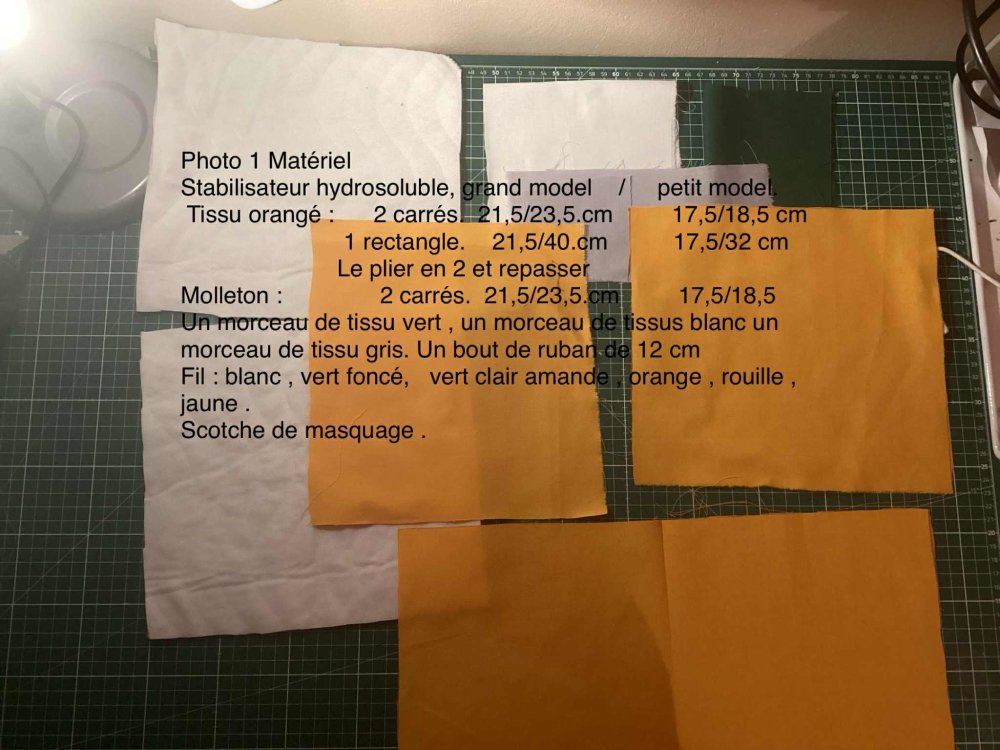 Photo 1 Matériel
Stabilisateur hydrosoluble, grand model / petit model.
Tissu orangé : 2 carrés. 21,5/23,5.cm 17,5/18,5 cm
1 rectangle. 21,5/40.cm 17,5/32 cm
Le plier en 2 et repasser
Molleton : 2 carrés. 21,5/23,5.cm 17,5/18,5
Un morceau de tissu vert , un morceau de tissus blanc un
morceau de tissu gris. Un bout de ruban de 12 cm
Fil : blanc , vert foncé, vert clair amande , orange , rouille ,
jaune .
Scotche de masquage .